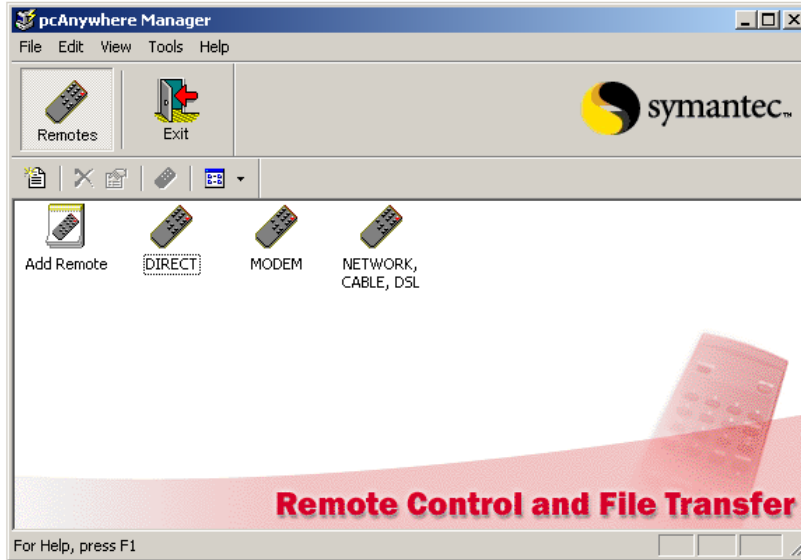 pcAnywhere Manager
File Edit View Tools Help
Remotes
Exit
symantec™
Add Remote
DIRECT
MODEM
NETWORK,
CABLE, DSL
Remote Control and File Transfer
For Help, press F1